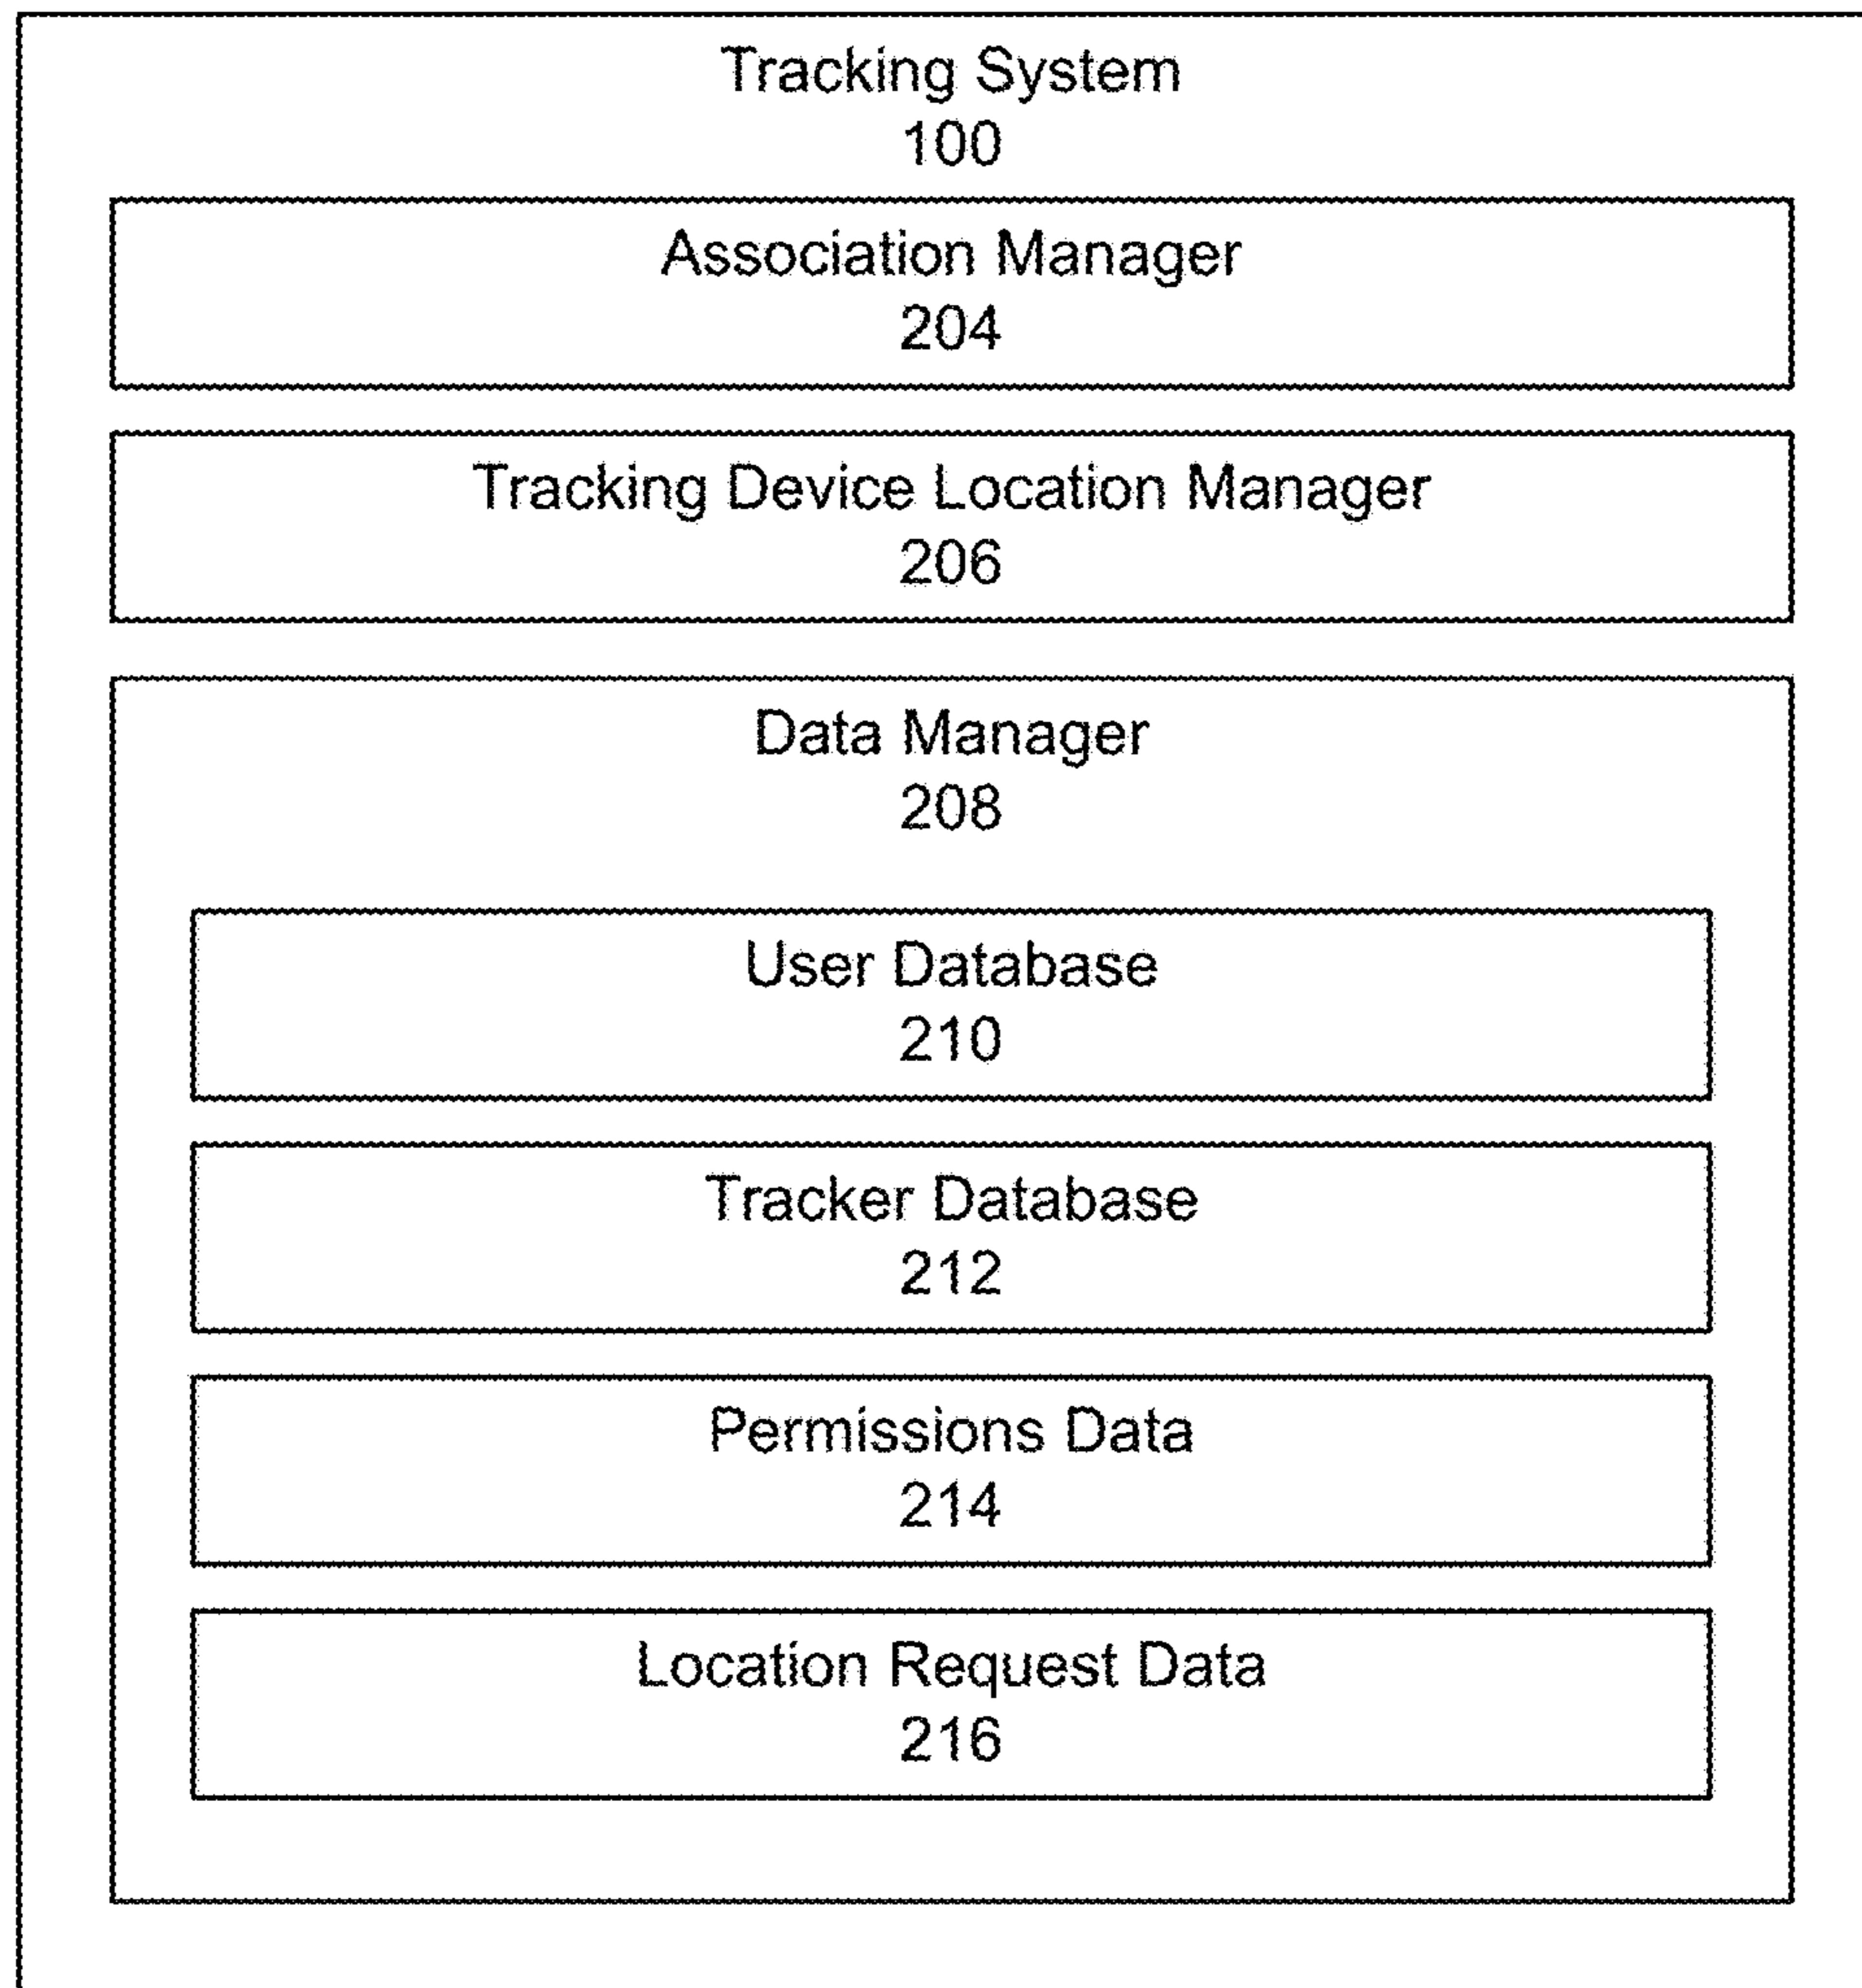 Tracking System
100
Association Manager
204
Tracking Device Location Manager
206
Data Manager
208
User Database
210
Tracker Database
212
Permissions Data
214
Location Request Data
216